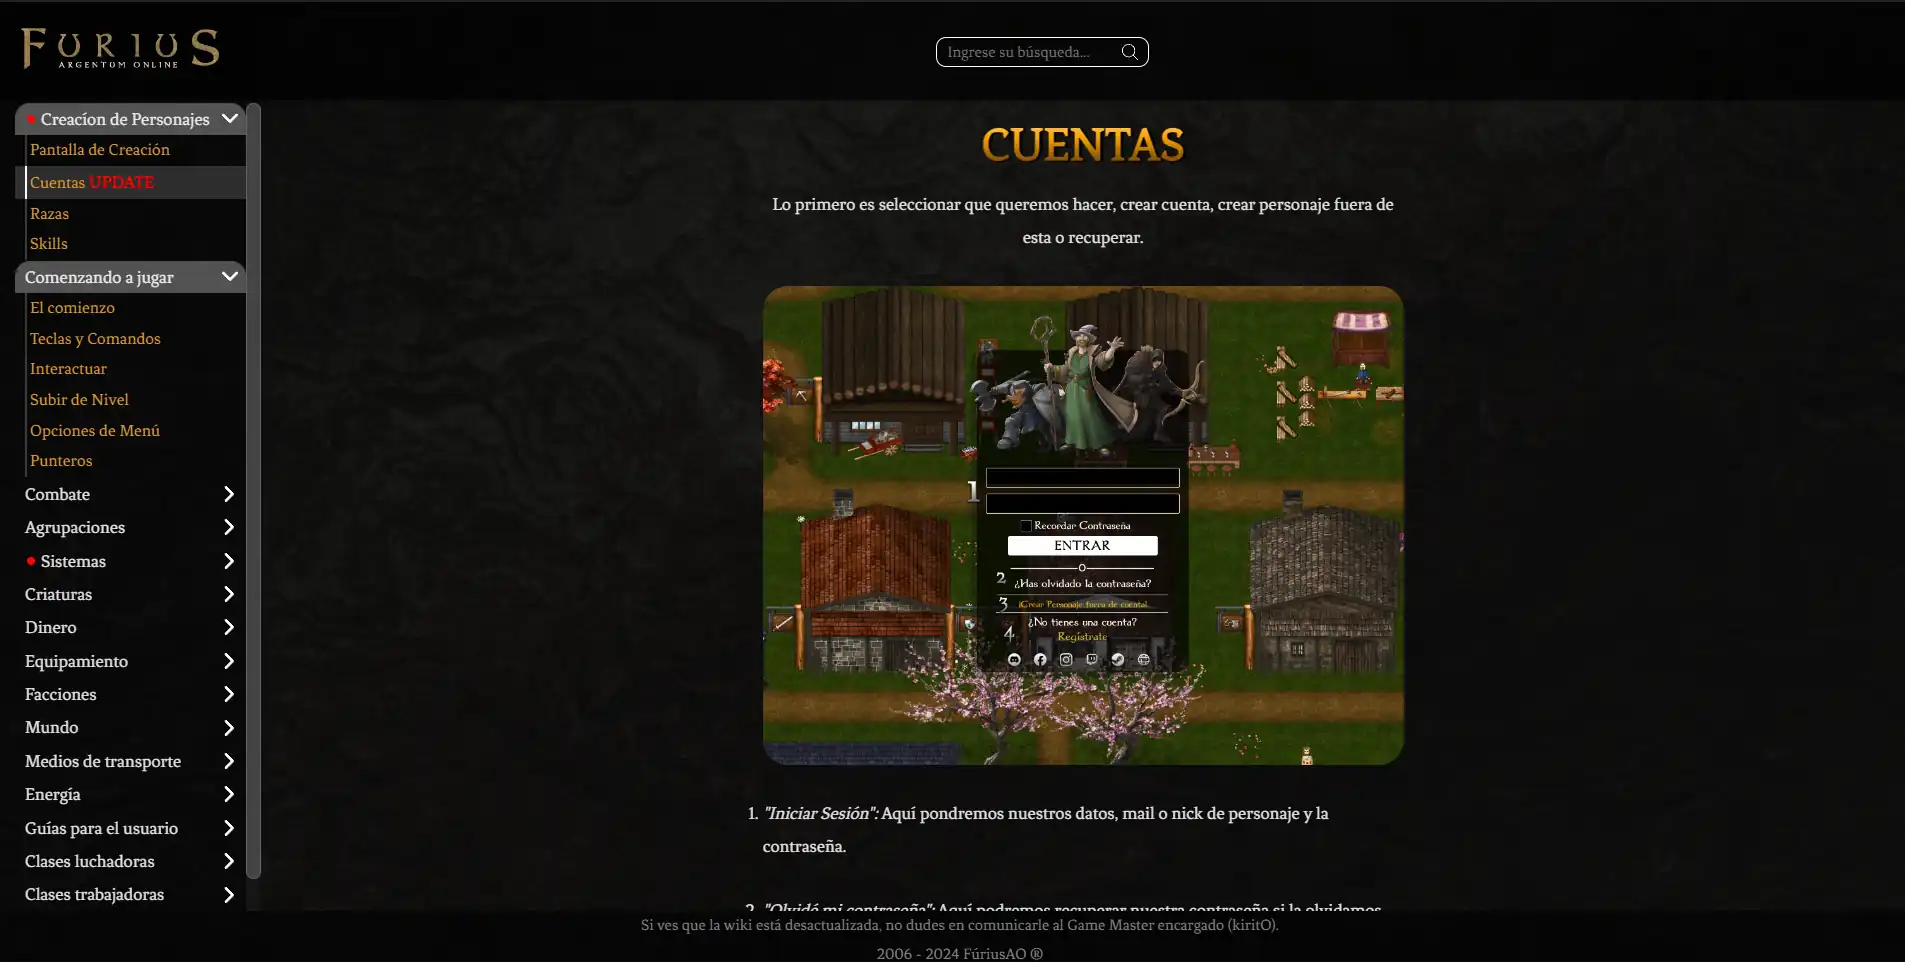 FURIUS
ARGENTUM ONLINE
Ingrese su búsqueda...
Creacíon de Personajes
Pantalla de Creación
Cuentas UPDATE
Razas
Skills
Comenzando a jugar
El comienzo
Teclas y Comandos
Interactuar
Subir de Nivel
Opciones de Menú
Punteros
Combate
Agrupaciones
Sistemas
Criaturas
Dinero
Equipamiento
Facciones
Mundo
Medios de transporte
Energía
Guías para el usuario
Clases luchadoras
Clases trabajadoras
CUENTAS
Lo primero es seleccionar que queremos hacer, crear cuenta, crear personaje fuera de
esta o recuperar.
1
Recordar Contraseña
ENTRAR
2 ¿Has olvidado la contraseña?
3 ¡Crear Personaje fuera de cuenta!
4 ¿No tienes una cuenta?
Regístrate
1. "Iniciar Sesión": Aquí pondremos nuestros datos, mail o nick de personaje y la
contraseña.
2. "Olvidé mi contraseña": Aquí podremos recuperar nuestra contraseña si la olvidamos
Si ves que la wiki está desactualizada, no dudes en comunicarle al Game Master encargado (kiritO).
2006 - 2024 FúriusAO ®